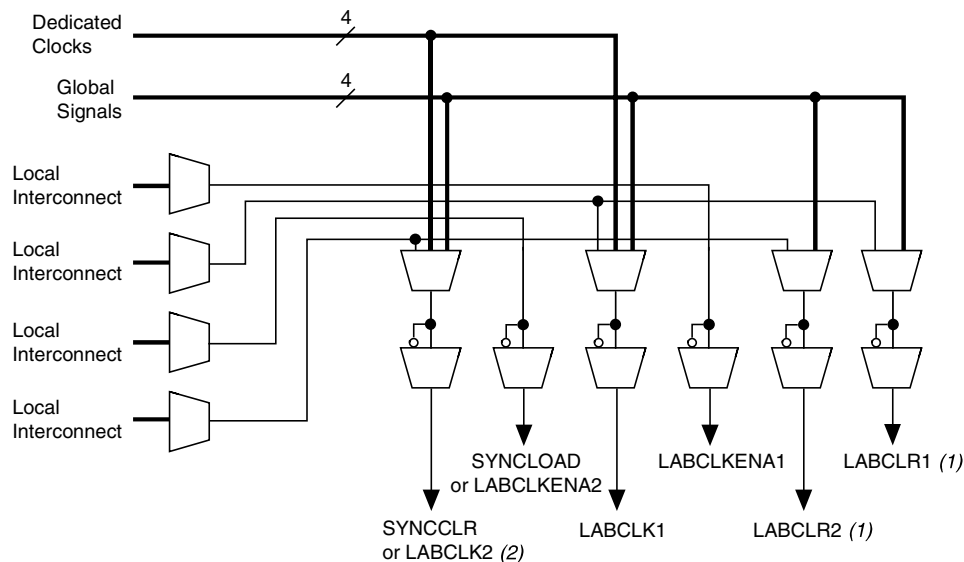 Dedicated
Clocks
4
Global
Signals
4
Local
Interconnect
Local
Interconnect
Local
Interconnect
Local
Interconnect
SYNCLOAD
or LABCLKENA2
LABCLKENA1
LABCLR1 (1)
SYNCCLR
or LABCLK2 (2)
LABCLK1
LABCLR2 (1)